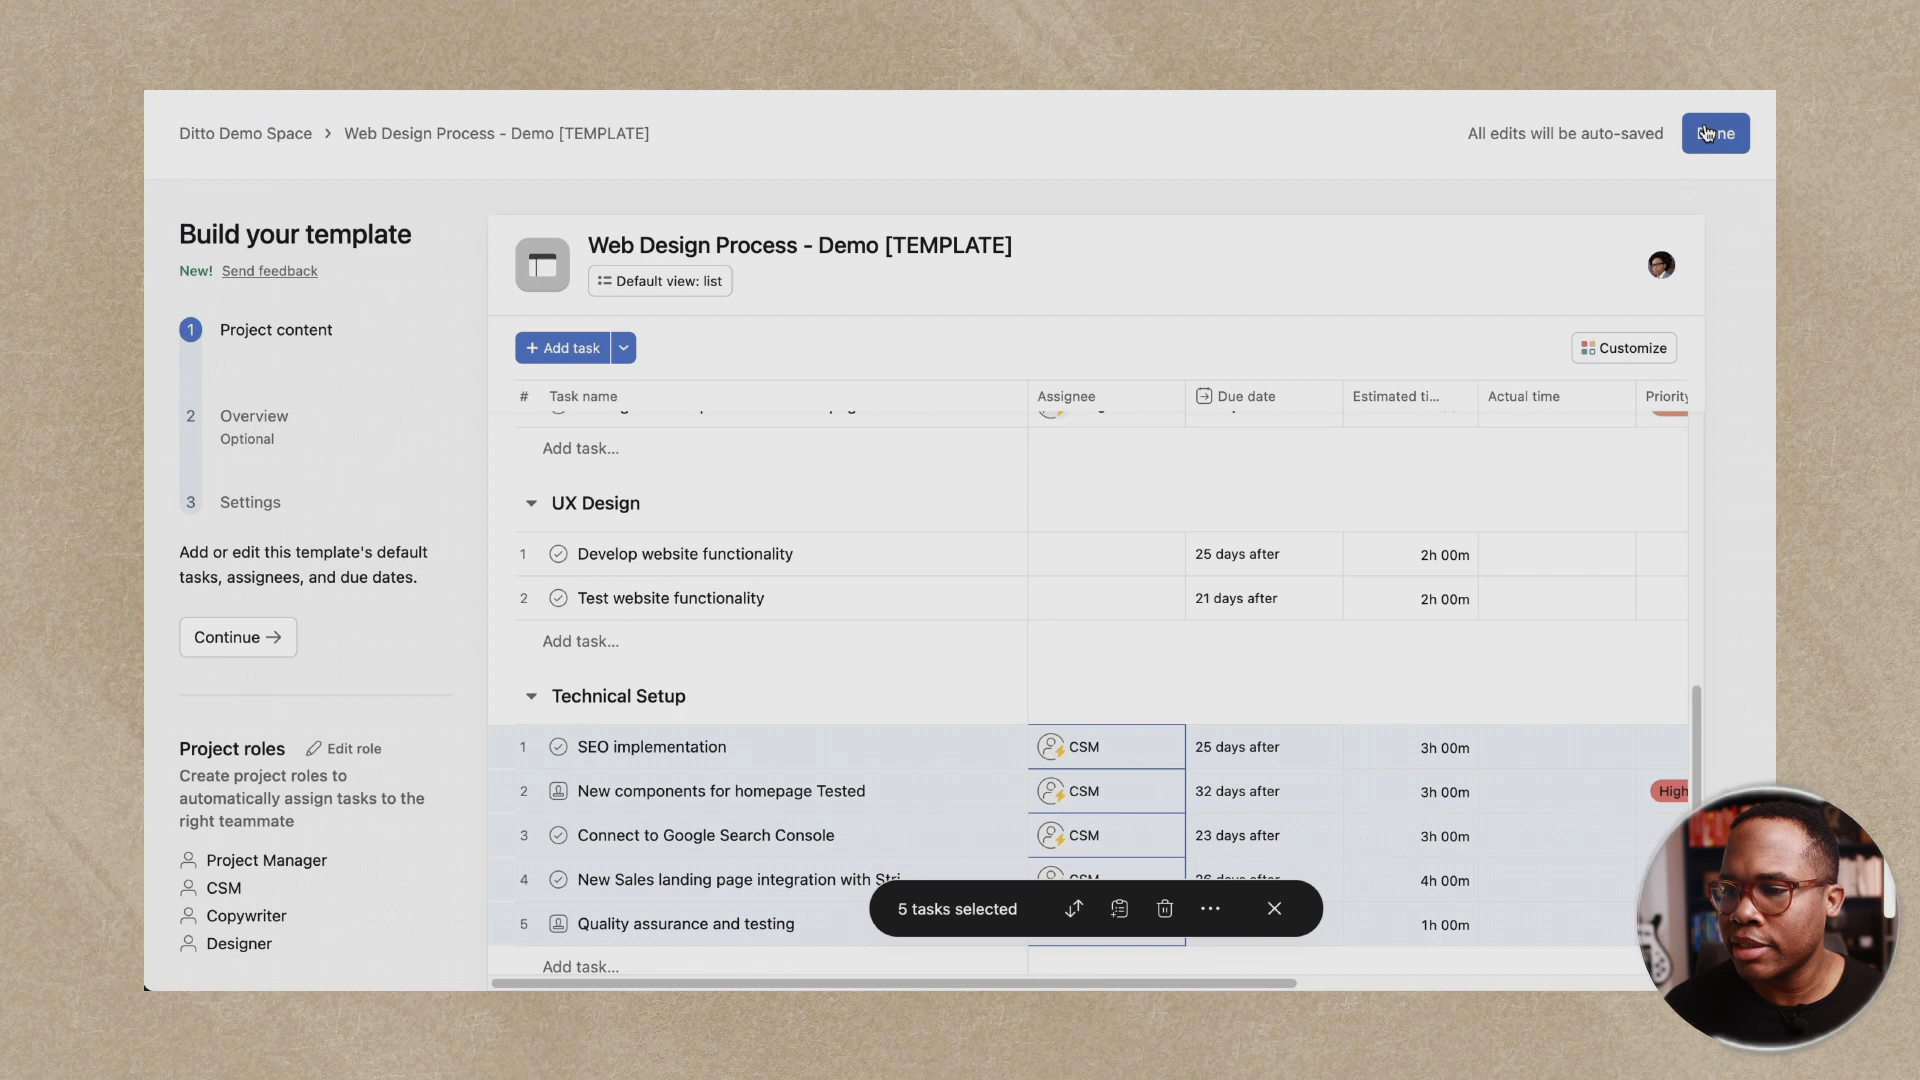 Ditto Demo Space > Web Design Process - Demo [TEMPLATE]
All edits will be auto-saved
Build your template
New! Send feedback
1 Project content
2 Overview
Optional
3 Settings
Add or edit this template's default
tasks, assignees, and due dates.
Continue →
Project roles Edit role
Create project roles to
automatically assign tasks to the
right teammate
Project Manager
CSM
Copywriter
Designer
Web Design Process - Demo [TEMPLATE]
Default view: list
+ Add task
Customize
# Task name Assignee Due date Estimated ti... Actual time Priority
Add task...
UX Design
1 Develop website functionality 25 days after 2h 00m
2 Test website functionality 21 days after 2h 00m
Add task...
Technical Setup
1 SEO implementation CSM 25 days after 3h 00m
2 New components for homepage Tested CSM 32 days after 3h 00m High
3 Connect to Google Search Console CSM 23 days after 3h 00m
4 New Sales landing page integration with Stri CSM 26 days after 4h 00m
5 Quality assurance and testing 1h 00m
5 tasks selected
Add task...